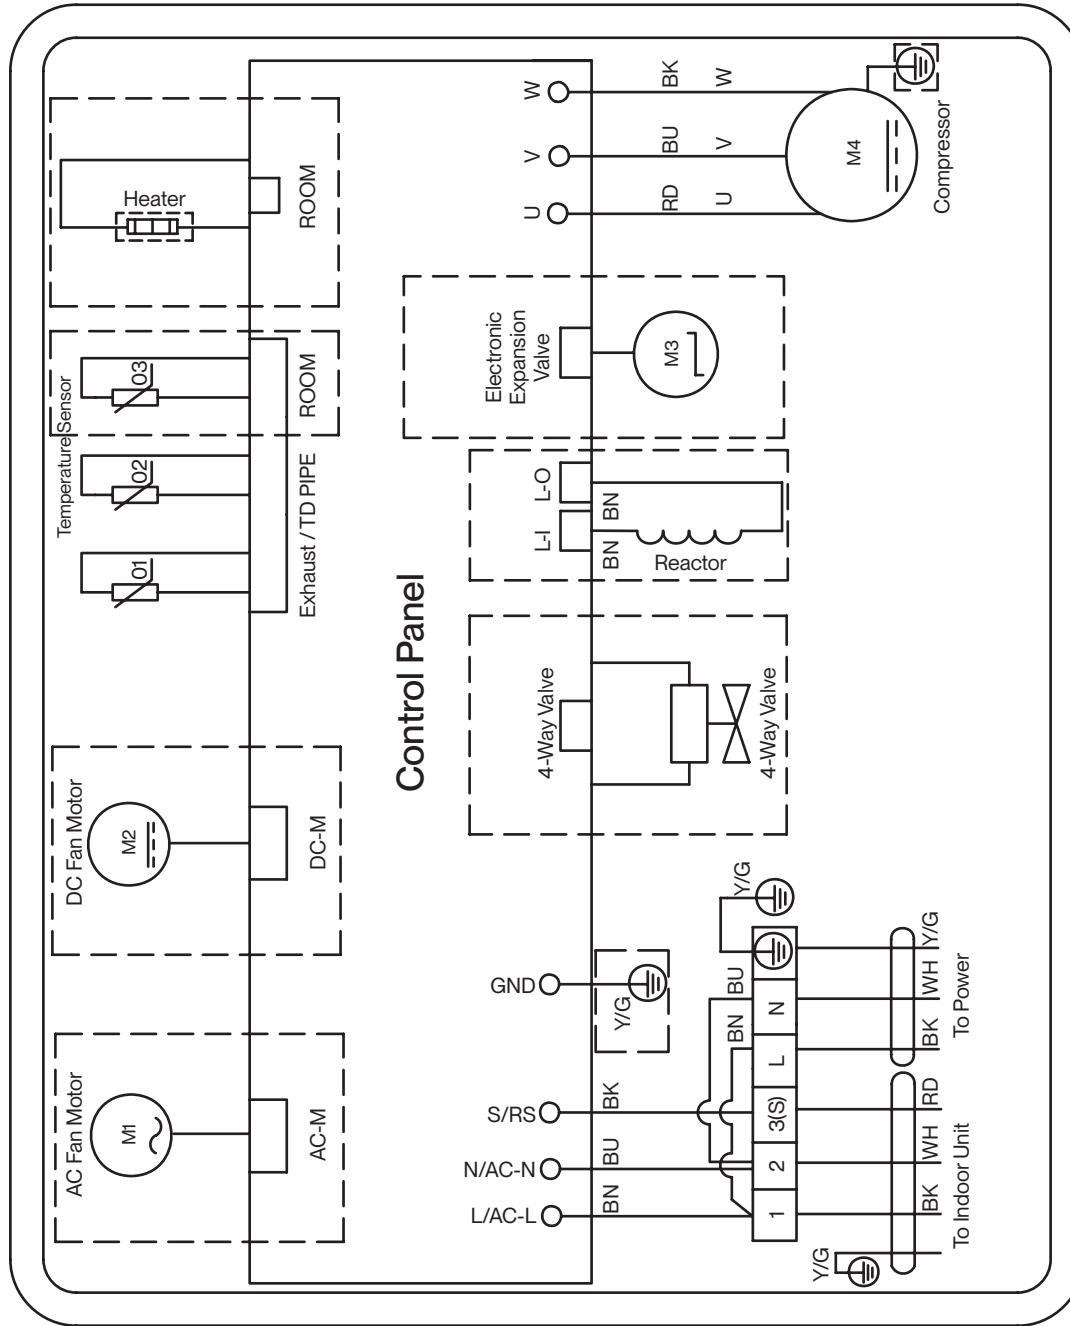 AC Fan Motor
M1
AC-M
DC Fan Motor
M2
DC-M
Temperature Sensor
01
02
03
Exhaust / TD PIPE
ROOM
Heater
ROOM
Control Panel
L/AC-L
N/AC-N
S/RS
GND
BN
BU
BK
Y/G
4-Way Valve
4-Way Valve
L-I
L-O
BN
BN
Reactor
Electronic
Expansion
Valve
M3
U
V
W
RD
BU
BK
U
V
W
M4
Compressor
BN
BU
Y/G
1
2
3(S)
L
N
Y/G
BK
WH
RD
BK
WH
Y/G
To Indoor Unit
To Power